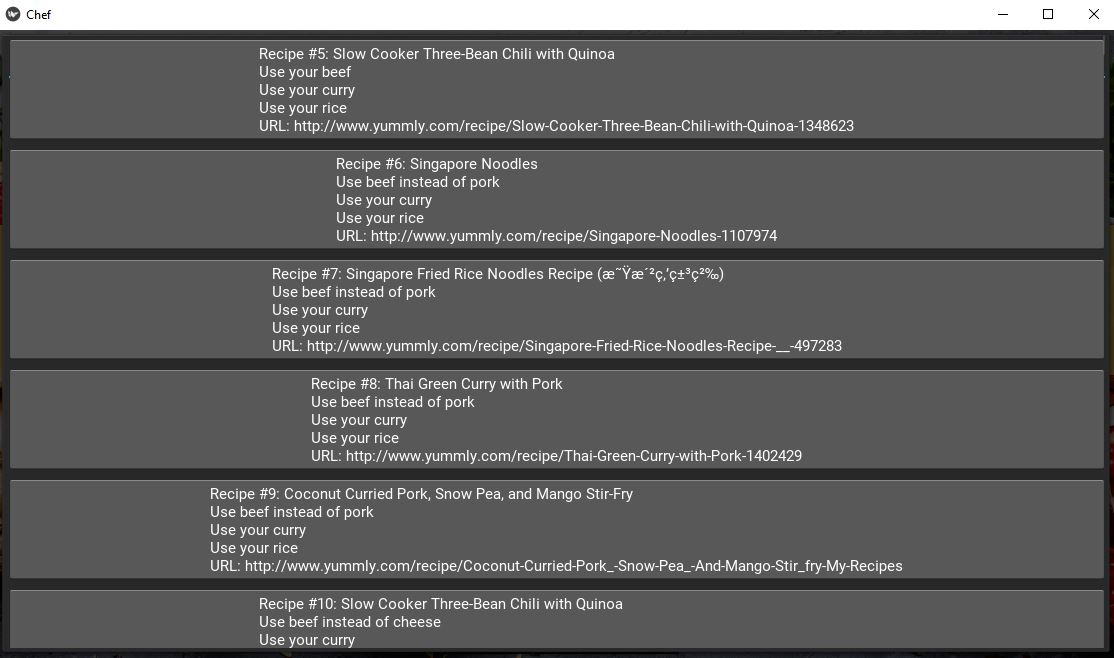 Chef
Recipe #5: Slow Cooker Three-Bean Chili with Quinoa
Use your beef
Use your curry
Use your rice
URL: http://www.yummly.com/recipe/Slow-Cooker-Three-Bean-Chili-with-Quinoa-1348623
Recipe #6: Singapore Noodles
Use beef instead of pork
Use your curry
Use your rice
URL: http://www.yummly.com/recipe/Singapore-Noodles-1107974
Recipe #7: Singapore Fried Rice Noodles Recipe (æ˜Ÿæ´²ç‚’ç±³ç²‰)
Use beef instead of pork
Use your curry
Use your rice
URL: http://www.yummly.com/recipe/Singapore-Fried-Rice-Noodles-Recipe-__-497283
Recipe #8: Thai Green Curry with Pork
Use beef instead of pork
Use your curry
Use your rice
URL: http://www.yummly.com/recipe/Thai-Green-Curry-with-Pork-1402429
Recipe #9: Coconut Curried Pork, Snow Pea, and Mango Stir-Fry
Use beef instead of pork
Use your curry
Use your rice
URL: http://www.yummly.com/recipe/Coconut-Curried-Pork_-Snow-Pea_-And-Mango-Stir_fry-My-Recipes
Recipe #10: Slow Cooker Three-Bean Chili with Quinoa
Use beef instead of cheese
Use your curry